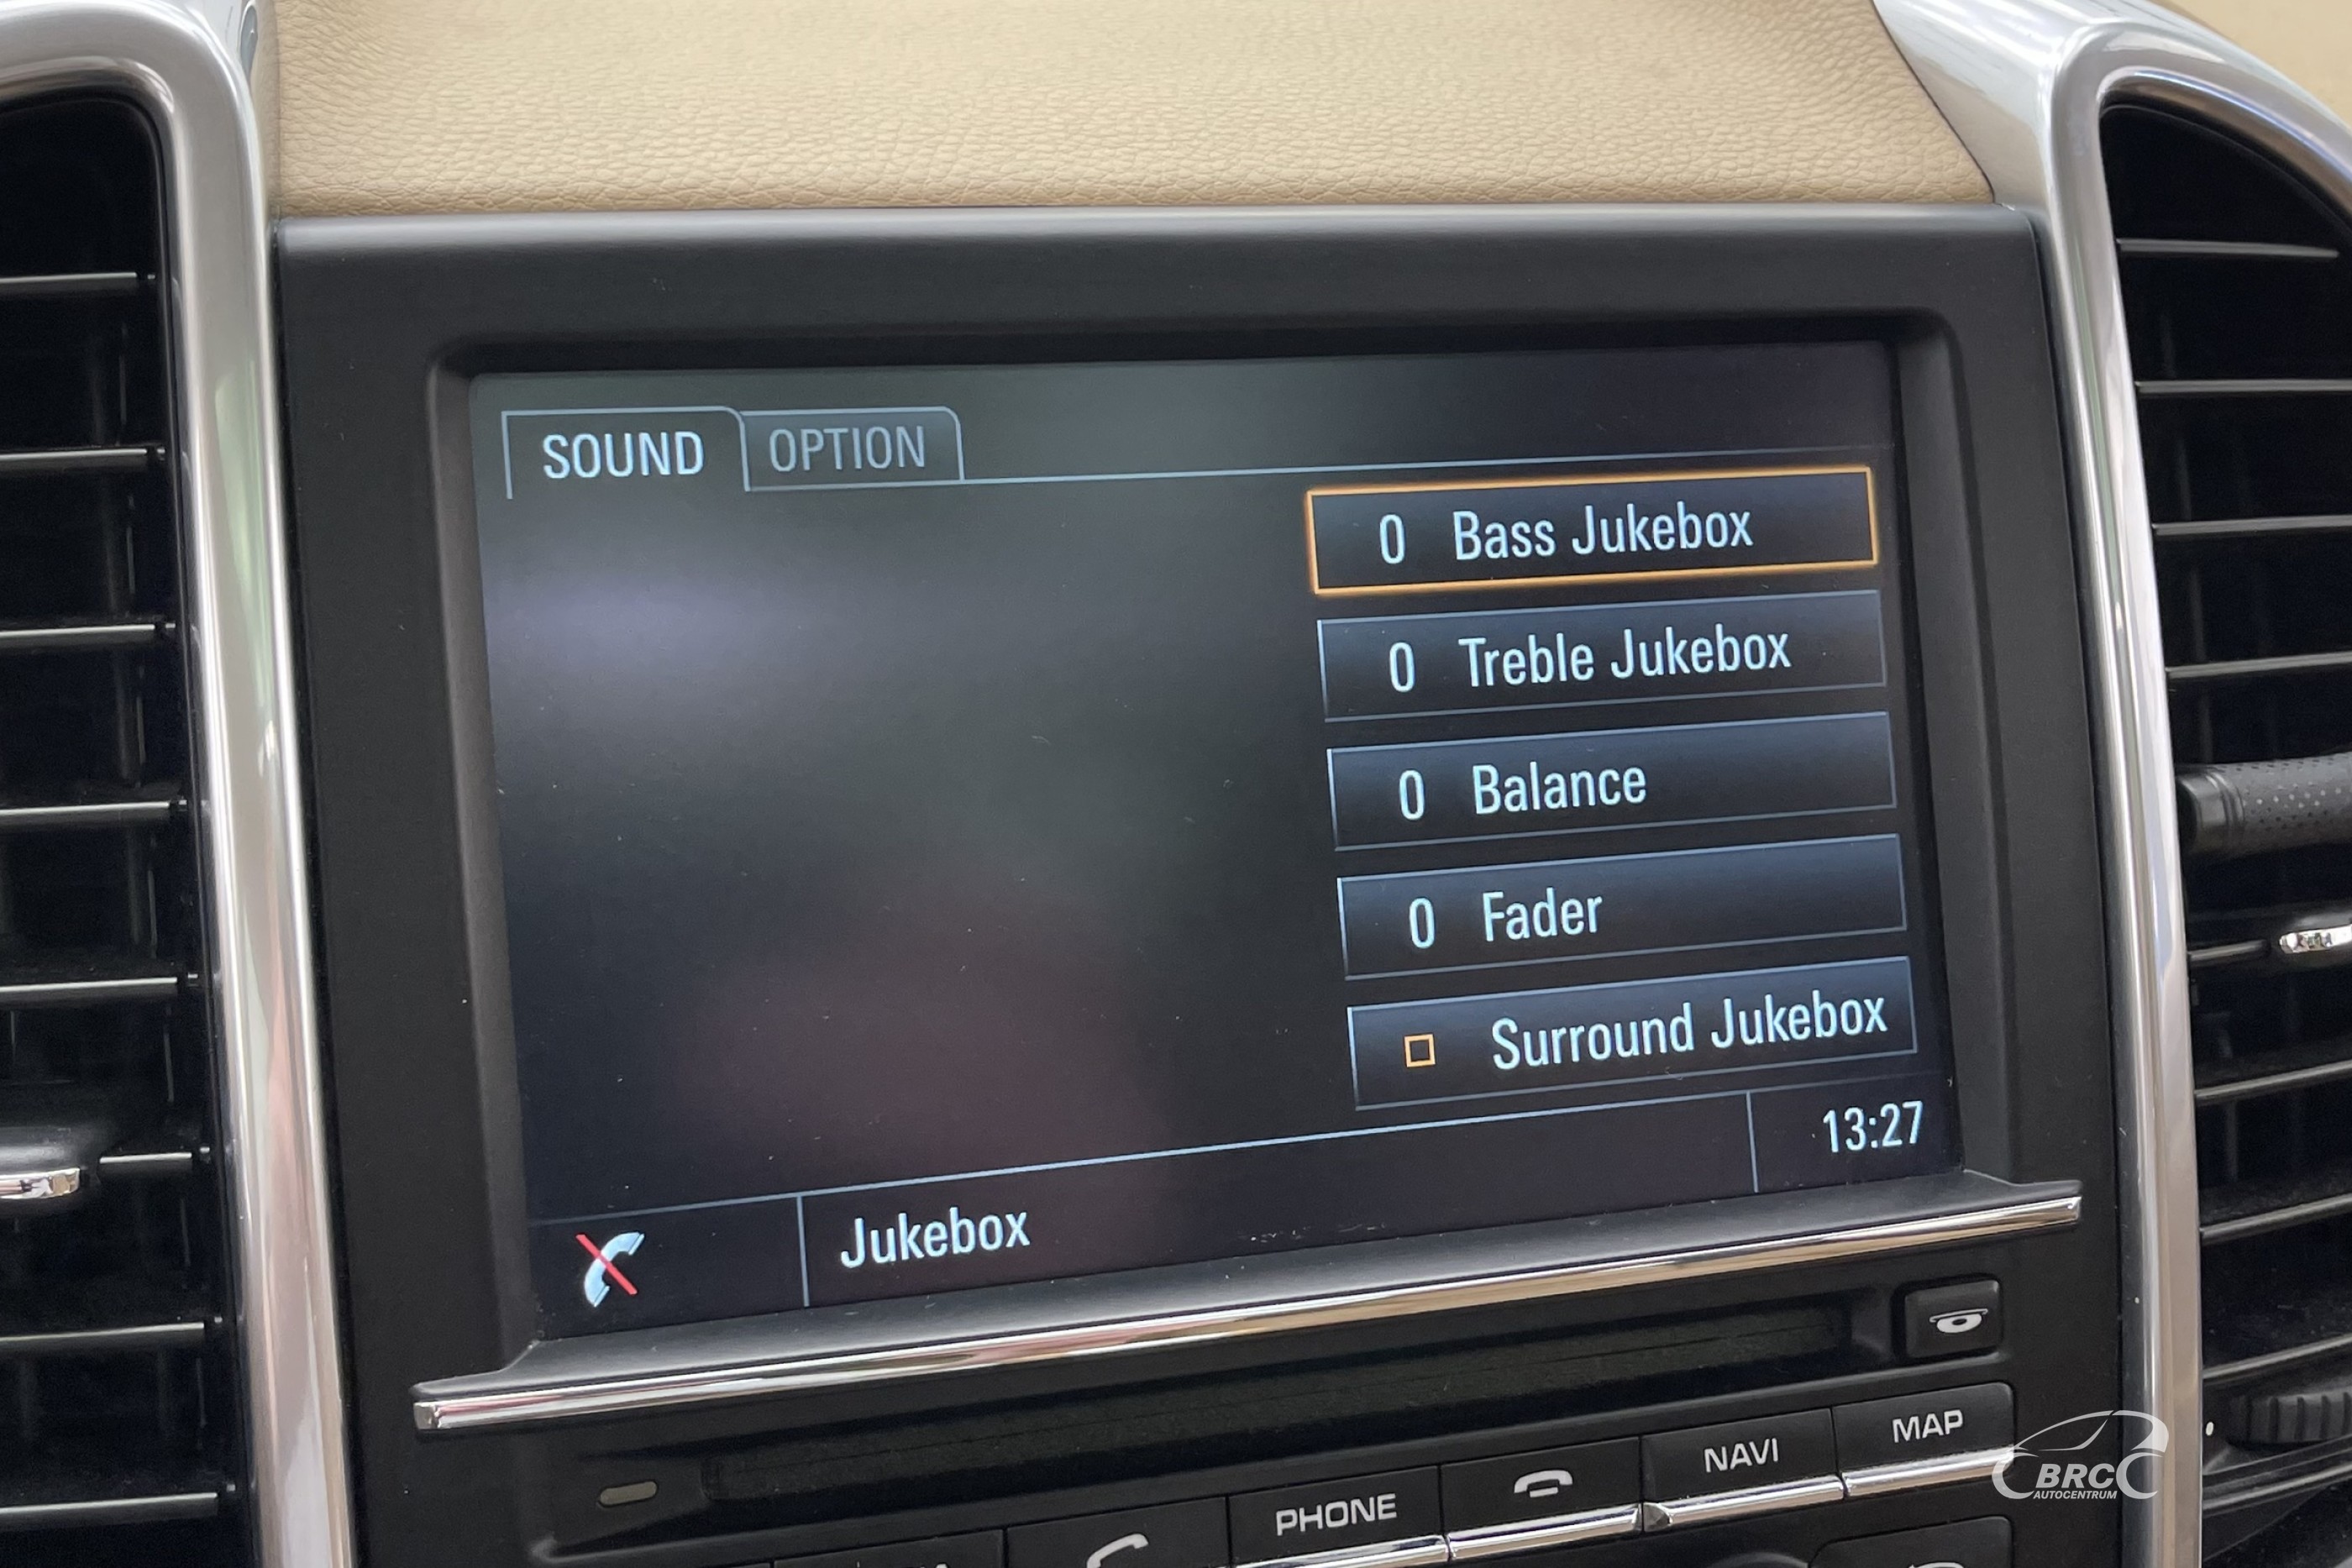 SOUND OPTION
0 Bass Jukebox
0 Treble Jukebox
0 Balance
0 Fader
Surround Jukebox
13:27
Jukebox
PHONE
NAVI
MAP
BRC
AUTOCENTRUM